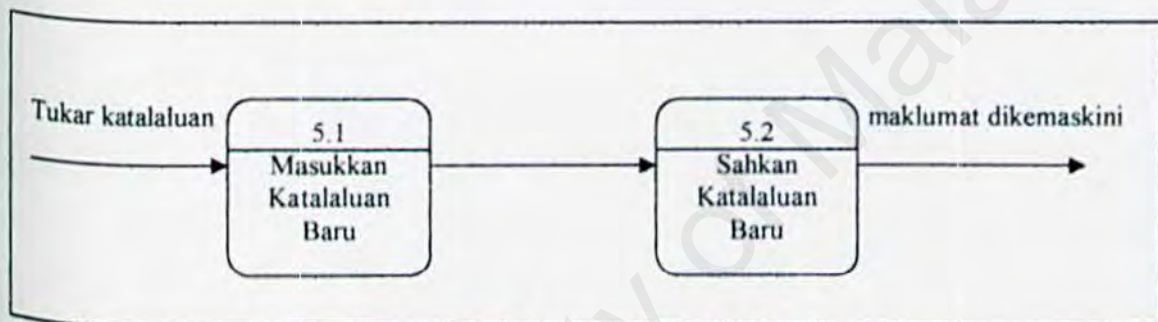 Tukar katalaluan
5.1
Masukkan
Katalaluan
Baru
5.2
Sahkan
Katalaluan
Baru
maklumat dikemaskini